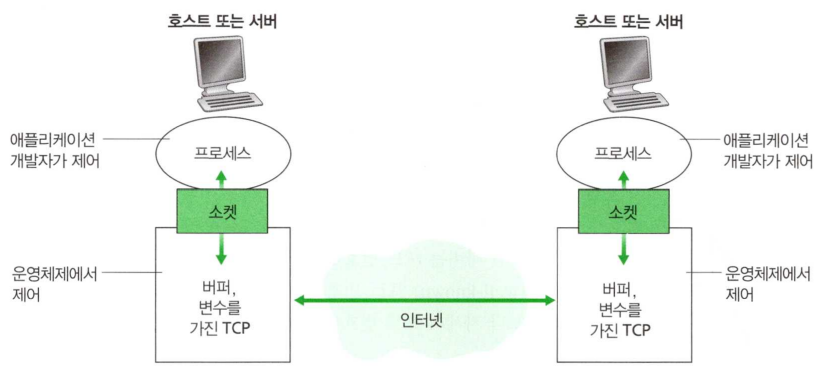 호스트 또는 서버
호스트 또는 서버
애플리케이션
개발자가 제어
프로세스
프로세스
애플리케이션
개발자가 제어
소켓
소켓
운영체제에서
제어
버퍼,
변수를
가진 TCP
인터넷
버퍼,
변수를
가진 TCP
운영체제에서
제어